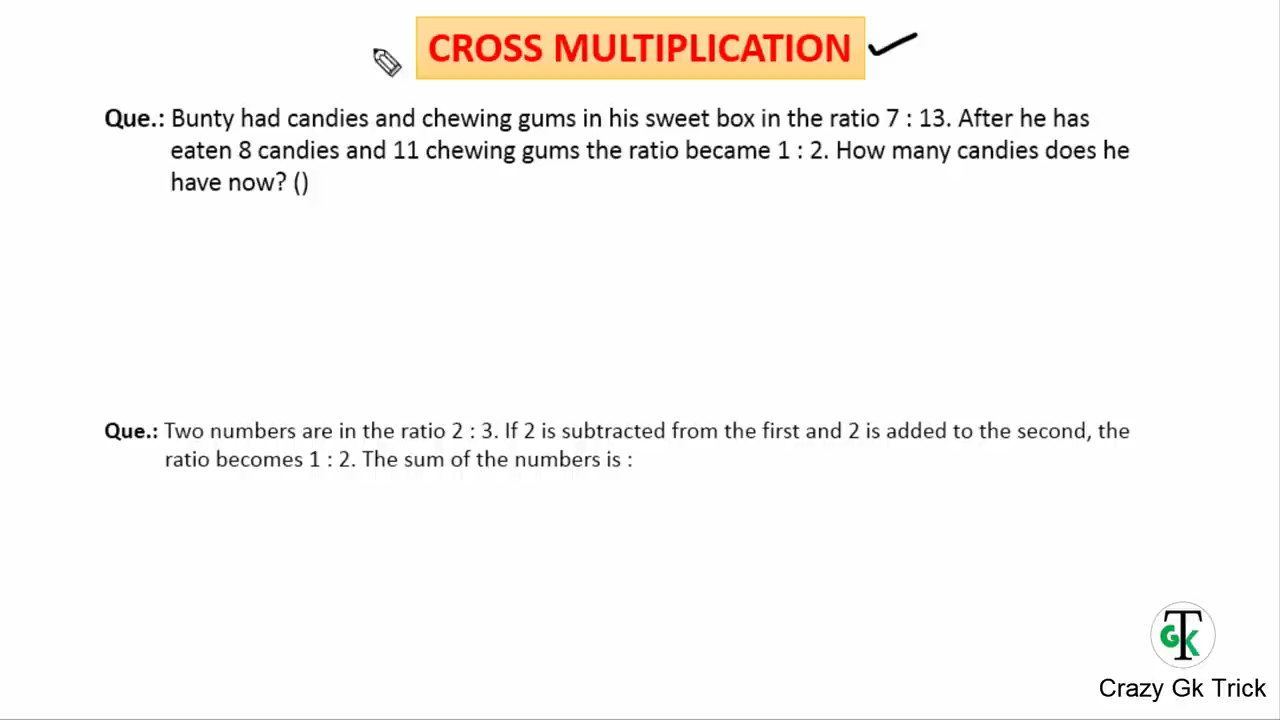 CROSS MULTIPLICATION
Que.: Bunty had candies and chewing gums in his sweet box in the ratio 7 : 13. After he has
eaten 8 candies and 11 chewing gums the ratio became 1 : 2. How many candies does he
have now? ()
Que.: Two numbers are in the ratio 2 : 3. If 2 is subtracted from the first and 2 is added to the second, the
ratio becomes 1 : 2. The sum of the numbers is :
GTK
Crazy Gk Trick